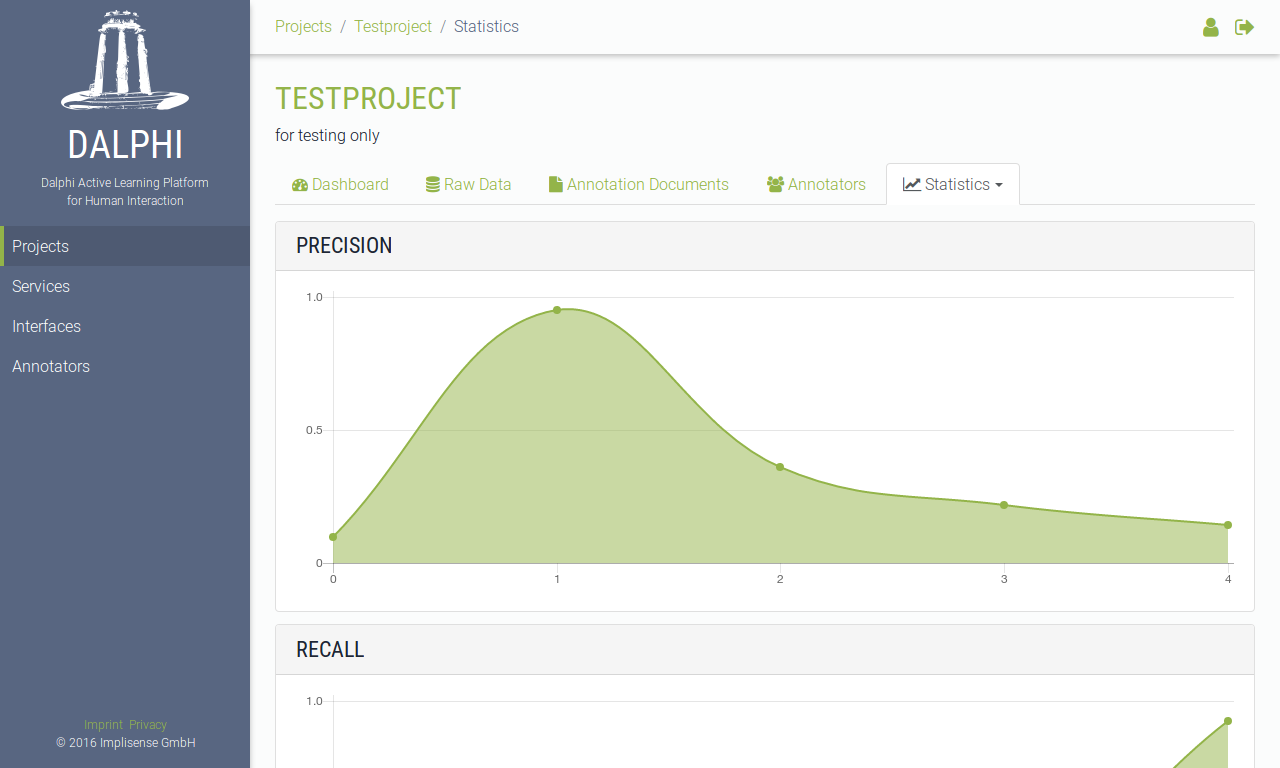 DALPHI
Dalphi Active Learning Platform
for Human Interaction
Projects
Services
Interfaces
Annotators
Imprint Privacy
© 2016 Implisense GmbH
Projects / Testproject / Statistics
TESTPROJECT
for testing only
Dashboard Raw Data Annotation Documents Annotators Statistics
PRECISION
1.0
0.5
0
0 1 2 3 4
RECALL
1.0